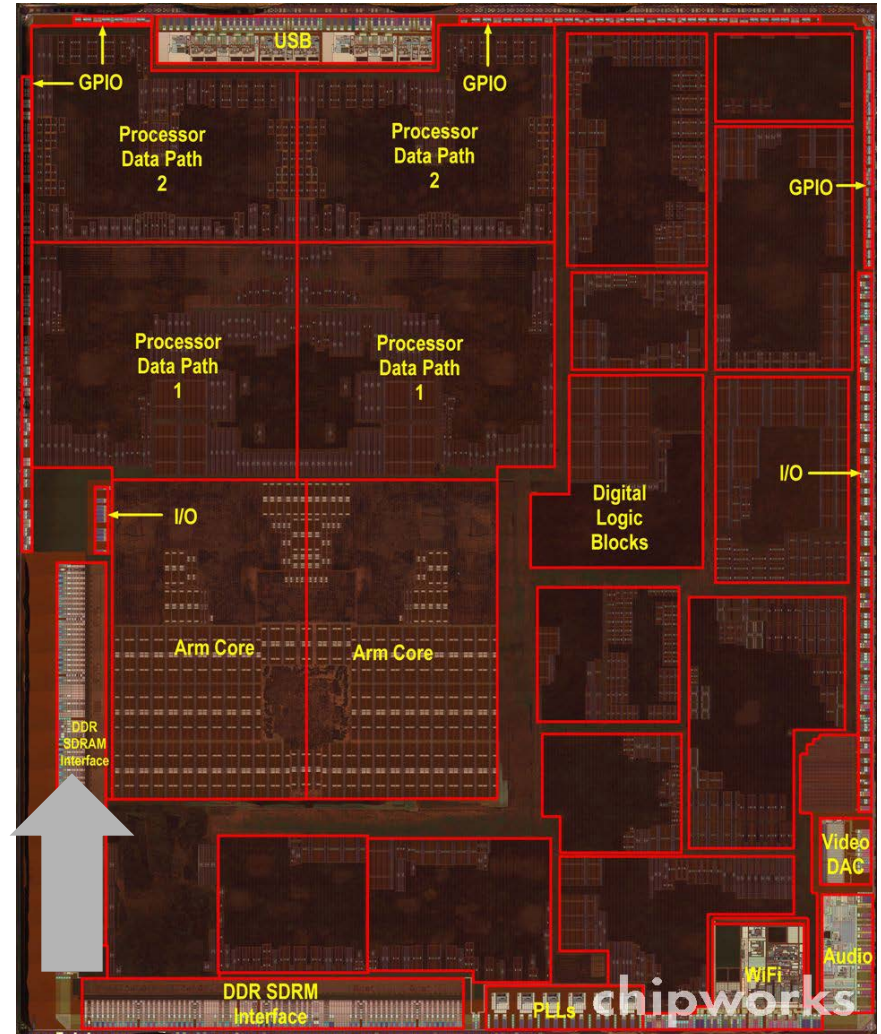 USB
GPIO
GPIO
Processor
Data Path
2
Processor
Data Path
2
GPIO
Processor
Data Path
1
Processor
Data Path
1
I/O
Digital
Logic
Blocks
I/O
Arm Core
Arm Core
DDR
SDRAM
Interface
Video
DAC
Audio
WiFi
DDR SDRM
Interface
PLLs
chipworks